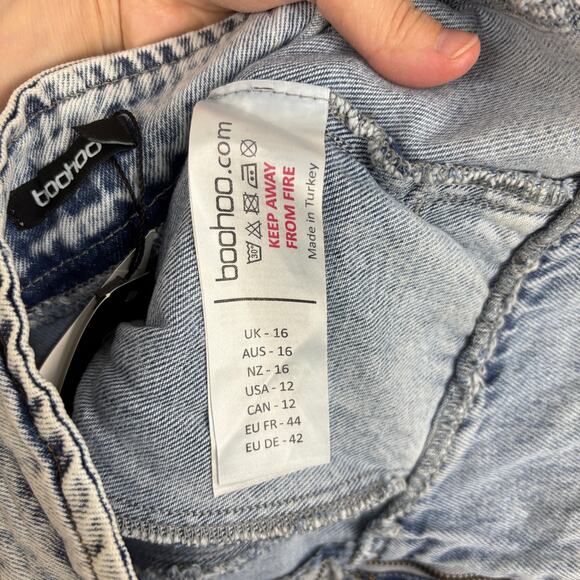 boohoo
boohoo.com
30°
KEEP AWAY
FROM FIRE
Made in Turkey
UK - 16
AUS - 16
NZ - 16
USA - 12
CAN - 12
EU FR - 44
EU DE - 42